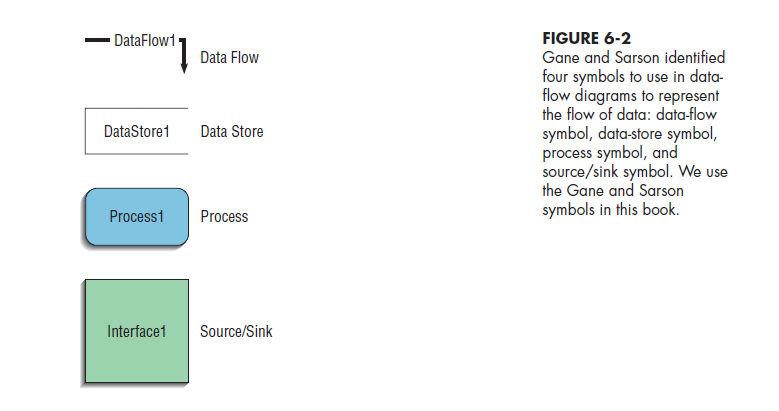 DataFlow1
Data Flow
DataStore1
Data Store
Process1
Process
Interface1
Source/Sink
FIGURE 6-2
Gane and Sarson identified
four symbols to use in data-
flow diagrams to represent
the flow of data: data-flow
symbol, data-store symbol,
process symbol, and
source/sink symbol. We use
the Gane and Sarson
symbols in this book.